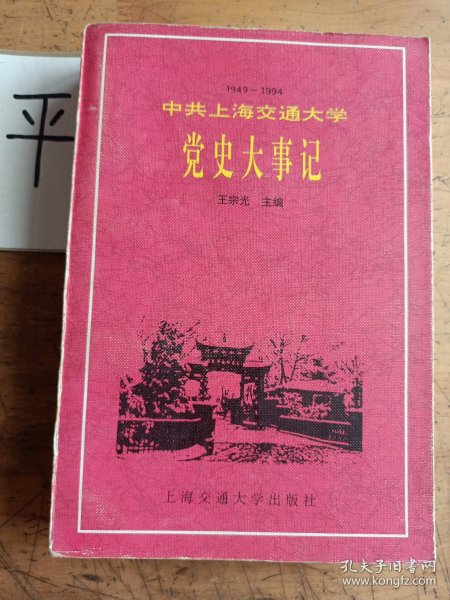 平
1949－1994
中共上海交通大学
党史大事记
王宗光 主编
上海交通大学出版社
孔夫子旧书网
www.kongfz.com